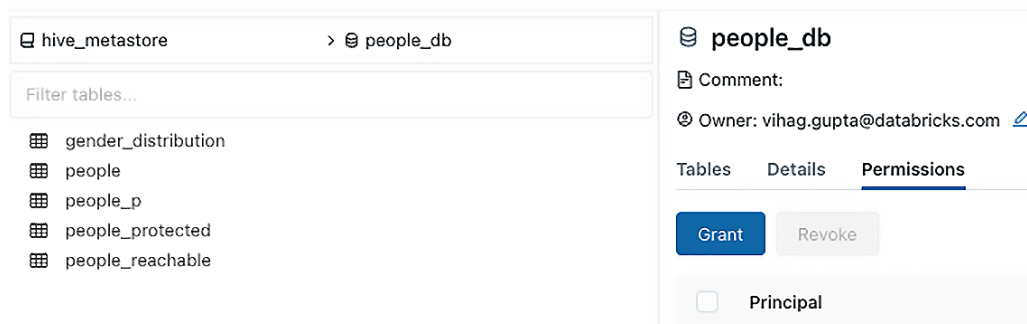 hive_metastore > people_db
Filter tables...
gender_distribution
people
people_p
people_protected
people_reachable
people_db
Comment:
Owner: vihag.gupta@databricks.com
Tables Details Permissions
Grant Revoke
Principal